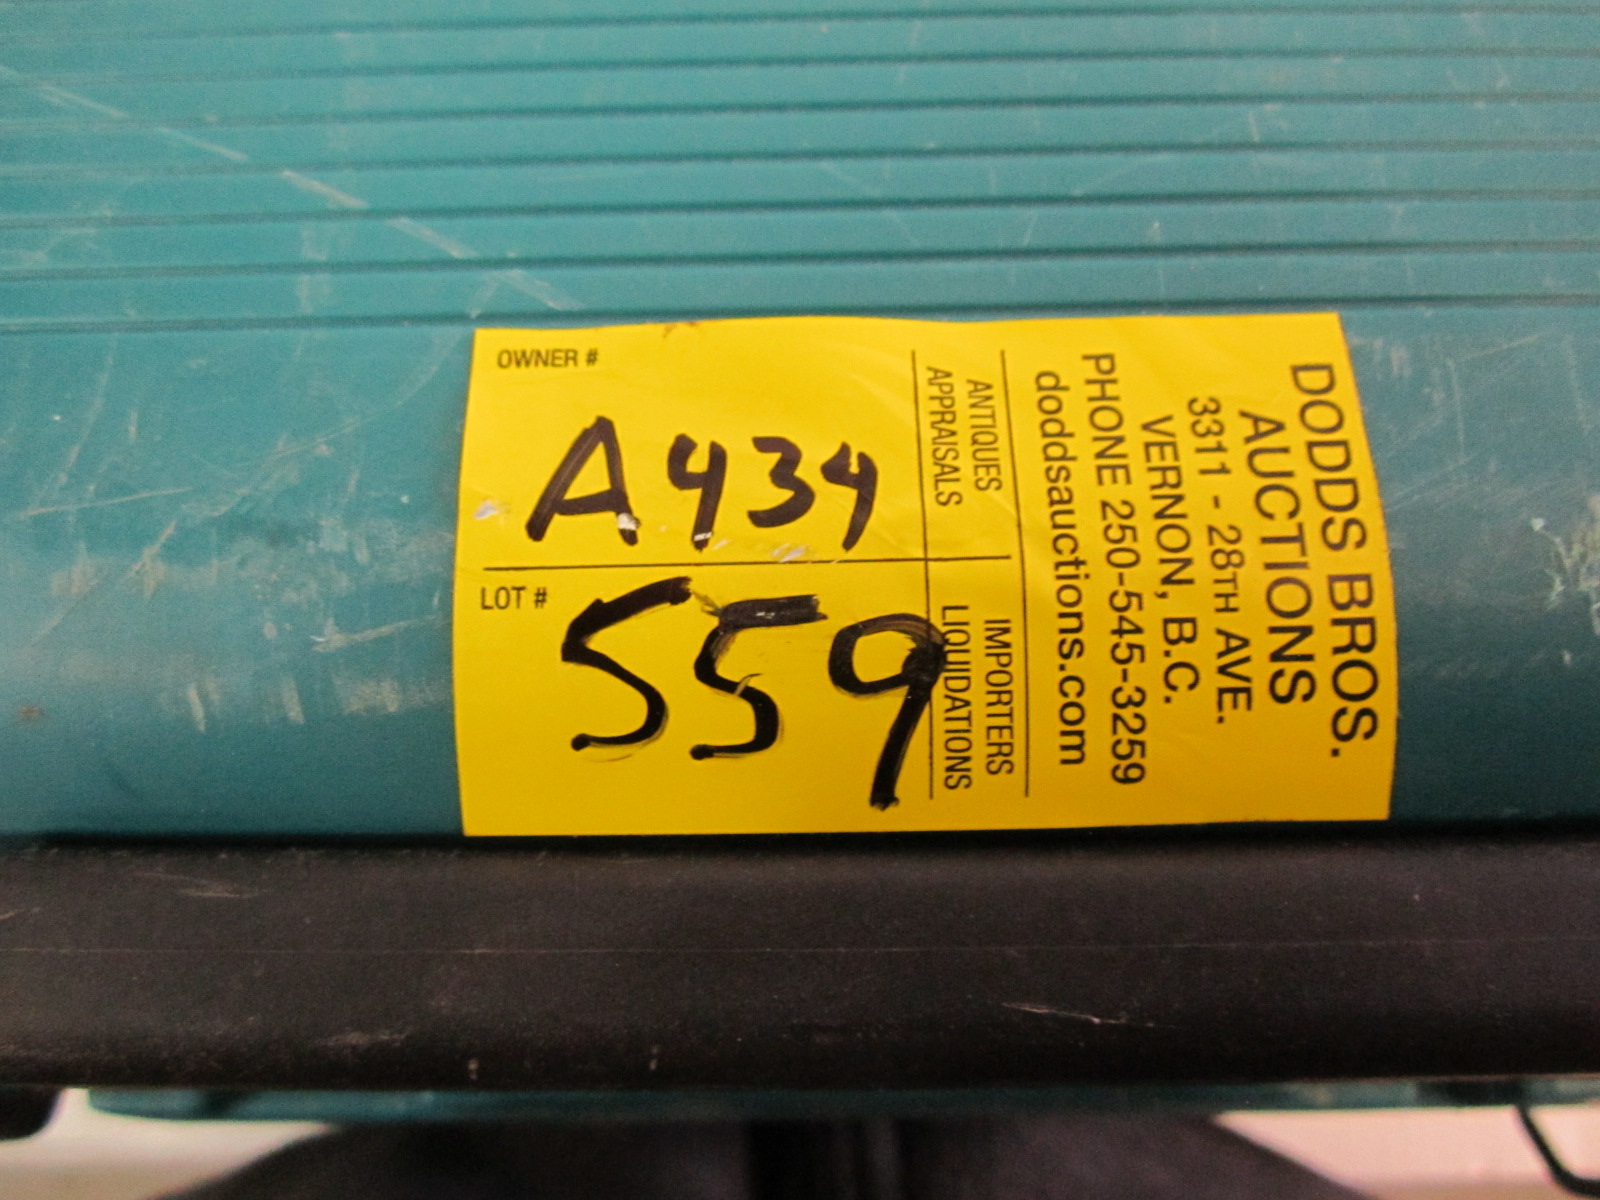 OWNER #
A434
LOT #
559
DODDS BROS.
AUCTIONS
3311 - 28TH AVE.
VERNON, B.C.
PHONE 250-545-3259
doddsauctions.com
ANTIQUES
APPRAISALS
IMPORTERS
LIQUIDATIONS